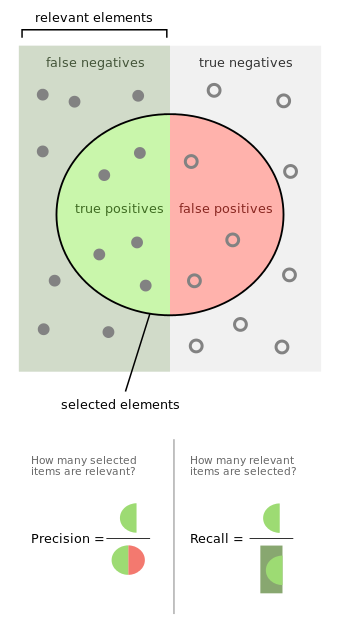 relevant elements
false negatives
true negatives
true positives
false positives
selected elements
How many selected
items are relevant?
How many relevant
items are selected?
Precision =
Recall =